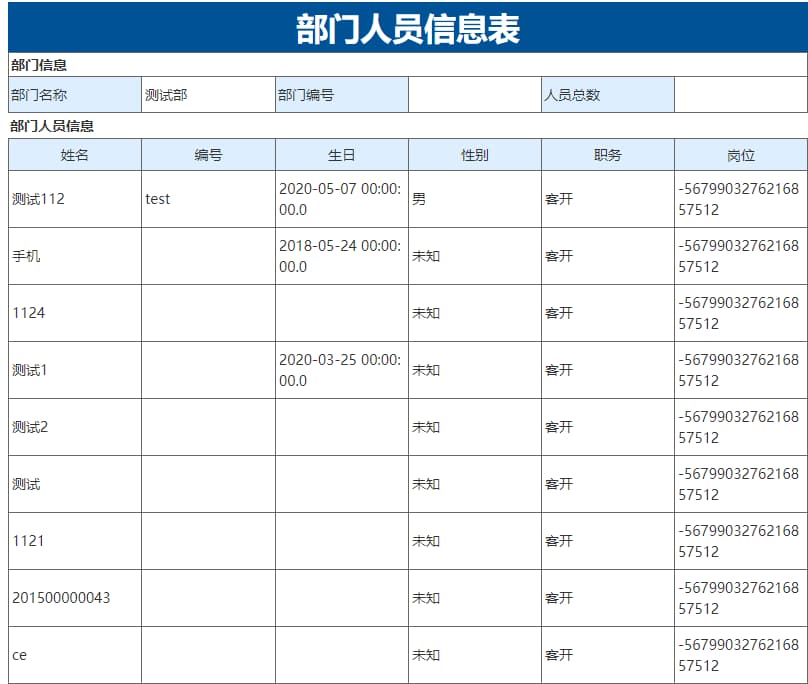 部门人员信息表
部门信息
部门名称 测试部 部门编号 人员总数
部门人员信息
姓名 编号 生日 性别 职务 岗位
测试112 test 2020-05-07 00:00:00.0 男 客开 -5679903276216857512
手机 2018-05-24 00:00:00.0 未知 客开 -5679903276216857512
1124 未知 客开 -5679903276216857512
测试1 2020-03-25 00:00:00.0 未知 客开 -5679903276216857512
测试2 未知 客开 -5679903276216857512
测试 未知 客开 -5679903276216857512
1121 未知 客开 -5679903276216857512
201500000043 未知 客开 -5679903276216857512
ce 未知 客开 -5679903276216857512